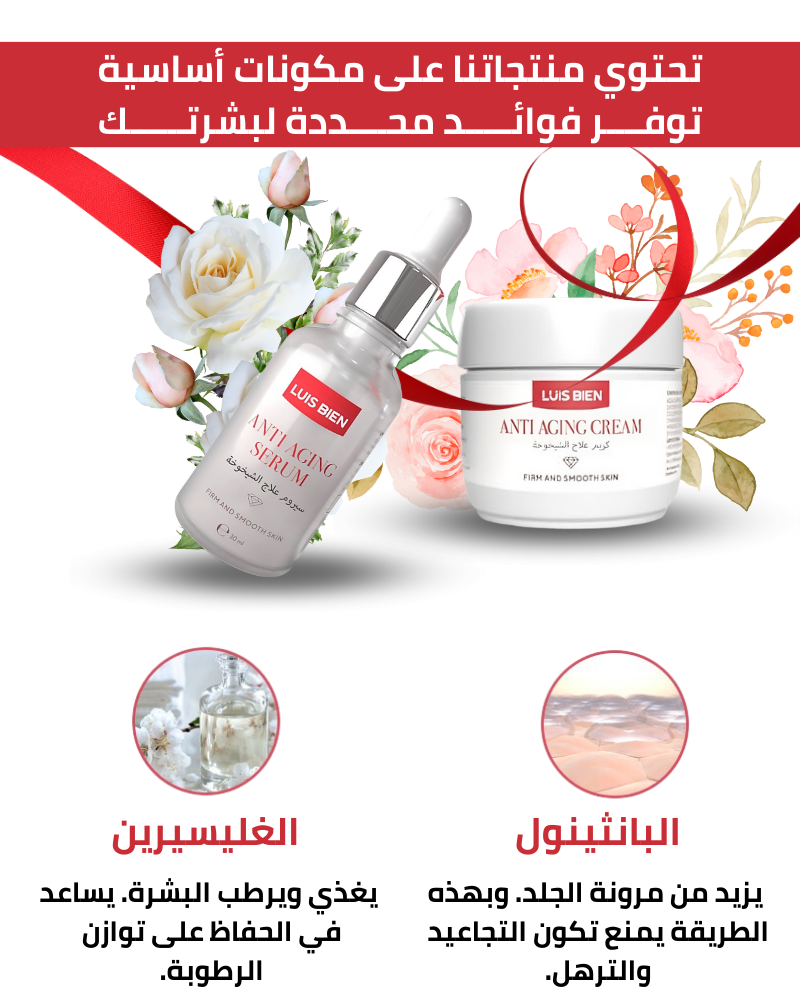 تحتوي منتجاتنا على مكونات أساسية
توفـــر فوائـــد محـــددة لبشرتـــك
LUIS BIEN
ANTI AGING
SERUM
سيروم علاج الشيخوخة
FIRM AND SMOOTH SKIN
30 ml
LUIS BIEN
ANTI AGING CREAM
كريم علاج الشيخوخة
FIRM AND SMOOTH SKIN
البانثينول
يزيد من مرونة الجلد. وبهذه
الطريقة يمنع تكون التجاعيد
والترهل.
الغليسيرين
يغذي ويرطب البشرة. يساعد
في الحفاظ على توازن
الرطوبة.